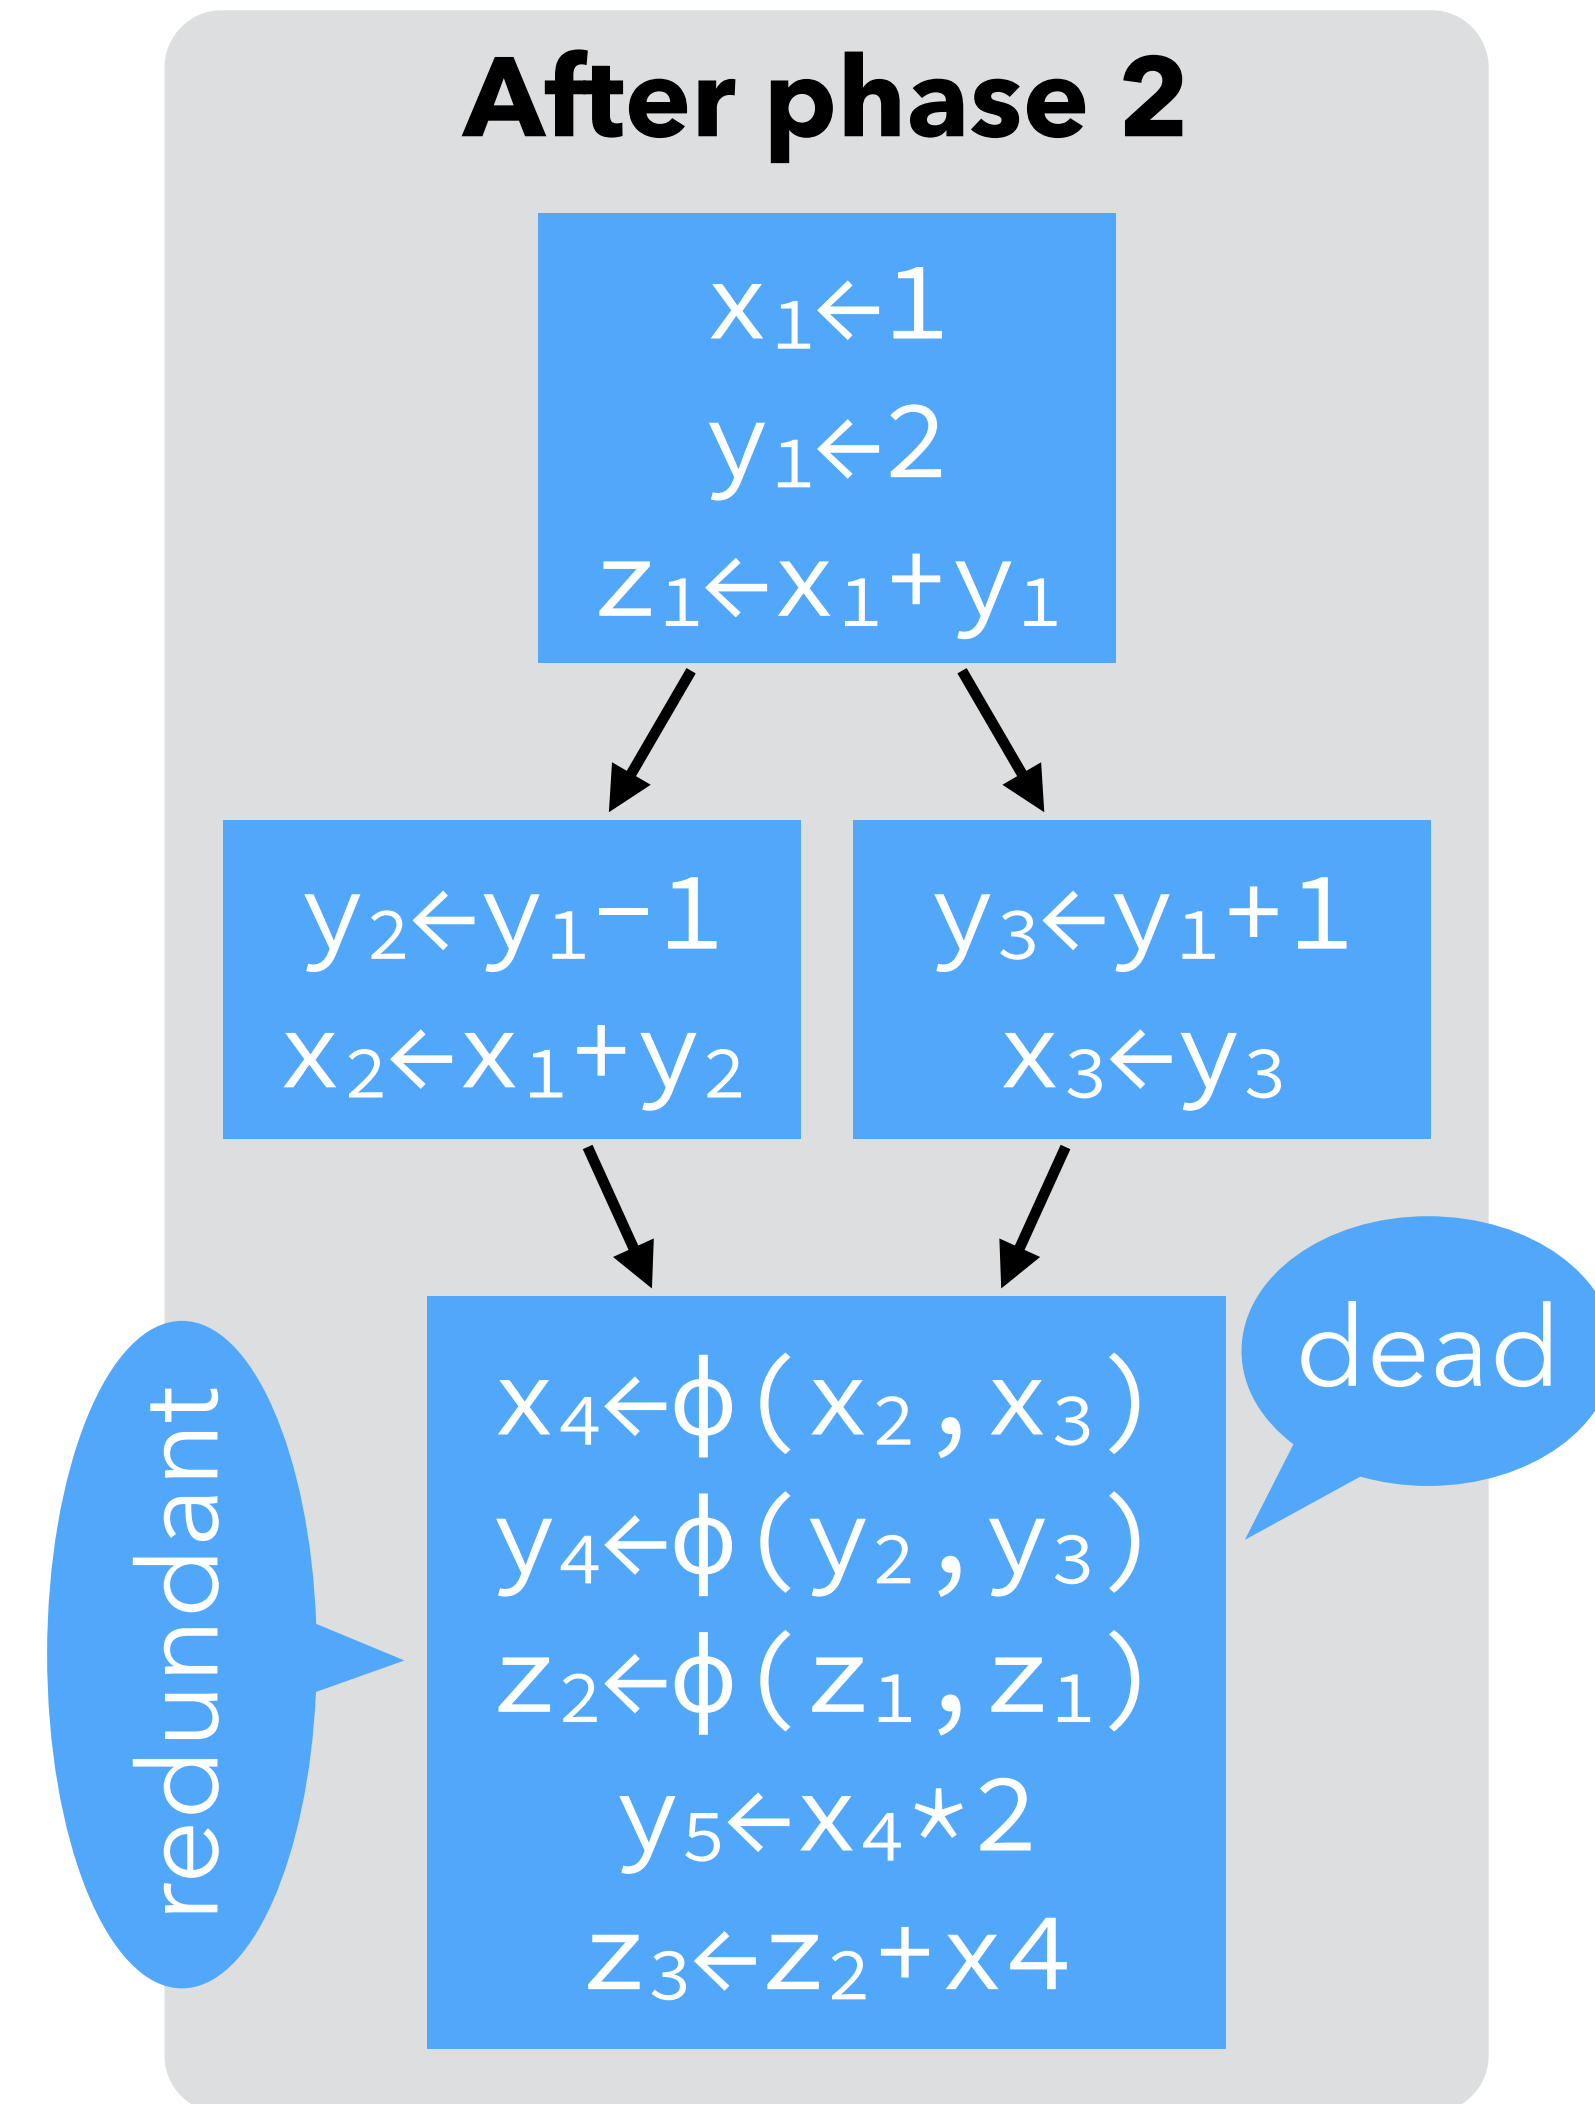 After phase 2
x₁←1
y₁←2
z₁←x₁+y₁
y₂←y₁-1
x₂←x₁+y₂
y₃←y₁+1
x₃←y₃
dead
redundant
x₄←ϕ(x₂,x₃)
y₄←ϕ(y₂,y₃)
z₂←ϕ(z₁,z₁)
y₅←x₄*2
z₃←z₂+x4